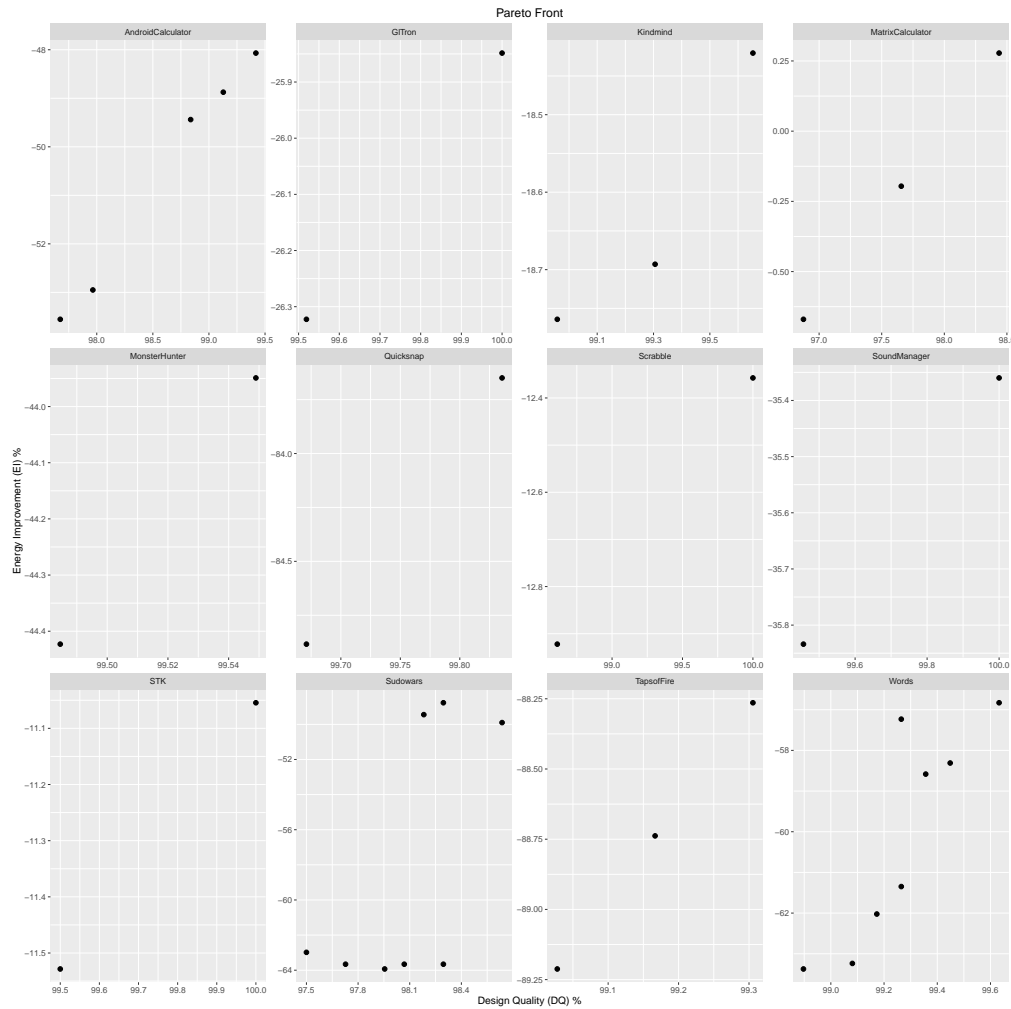 Pareto Front
AndroidCalculator
GlTron
Kindmind
MatrixCalculator
−48
−50
−52
98.0 98.5 99.0 99.5
−25.9
−26.0
−26.1
−26.2
−26.3
99.5 99.6 99.7 99.8 99.9 100.0
−18.5
−18.6
−18.7
99.1 99.3 99.5
0.25
0.00
−0.25
−0.50
97.0 97.5 98.0
MonsterHunter
Quicksnap
Scrabble
SoundManager
−44.0
−44.1
−44.2
−44.3
−44.4
99.50 99.52 99.54
−84.0
−84.5
99.70 99.75 99.80
−12.4
−12.6
−12.8
99.0 99.5 100.0
−35.4
−35.5
−35.6
−35.7
−35.8
99.6 99.8 100.0
STK
Sudowars
TapsofFire
Words
−11.1
−11.2
−11.3
−11.4
−11.5
99.5 99.6 99.7 99.8 99.9 100.0
−52
−56
−60
−64
97.5 97.8 98.1 98.4
−88.25
−88.50
−88.75
−89.00
−89.25
99.1 99.2 99.3
−58
−60
−62
99.0 99.2 99.4 99.6
Energy Improvement (EI) %
Design Quality (DQ) %